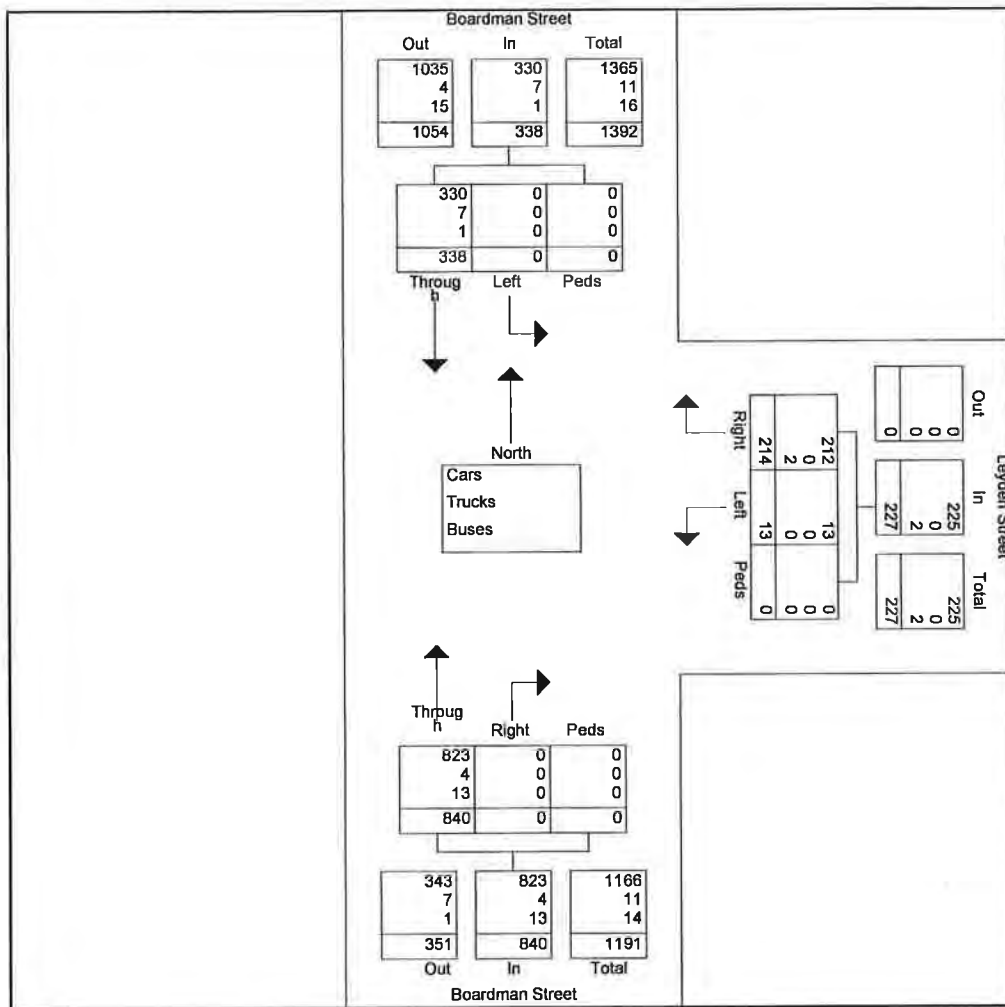 Boardman Street
Out In Total
1035 330 1365
4 7 11
15 1 16
1054 338 1392
330 0 0
7 0 0
1 0 0
338 0 0
Throug
h Left Peds
North
Cars
Trucks
Buses
Leyden Street
Out In Total
0 225 225
0 0 0
0 2 2
0 227 227
212 13 0
0 0 0
2 0 0
214 13 0
Right Left Peds
Throug
h Right Peds
823 0 0
4 0 0
13 0 0
840 0 0
343 823 1166
7 4 11
1 13 14
351 840 1191
Out In Total
Boardman Street